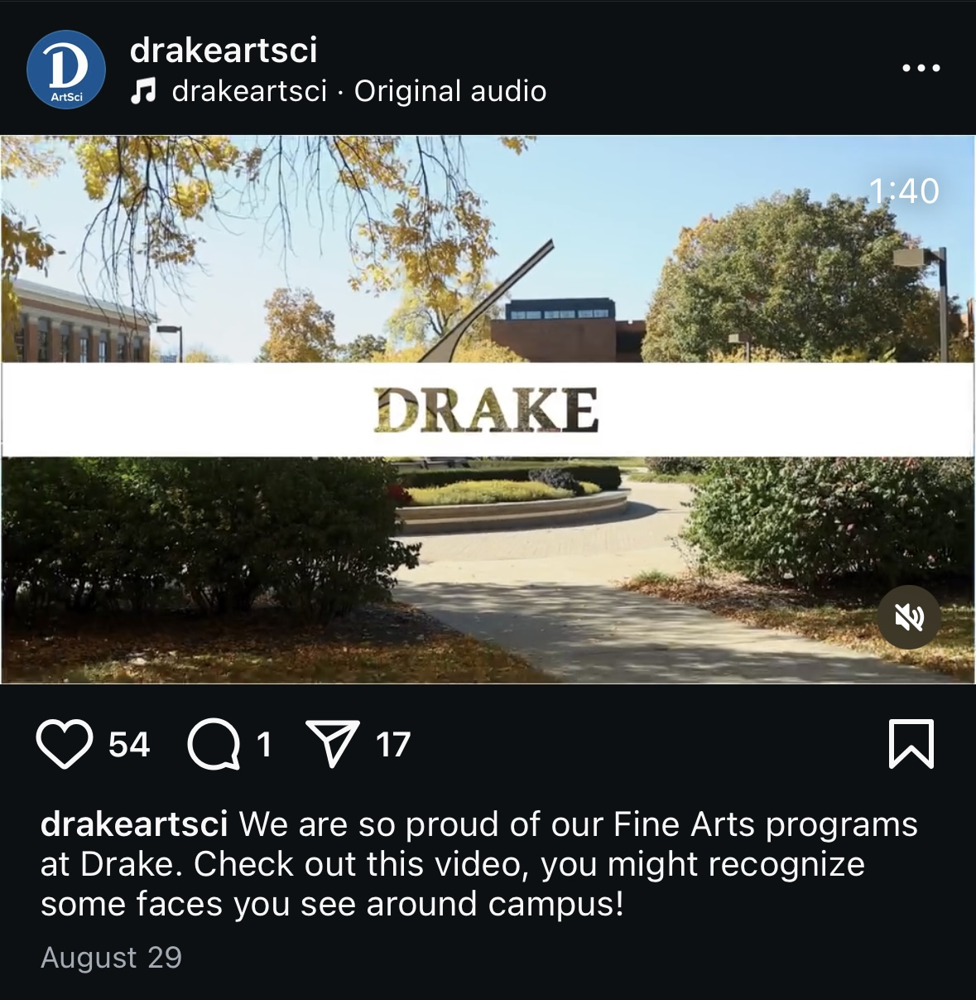 D
ArtSci
drakeartsci
drakeartsci · Original audio
1:40
DRAKE
54
1
17
drakeartsci We are so proud of our Fine Arts programs
at Drake. Check out this video, you might recognize
some faces you see around campus!
August 29